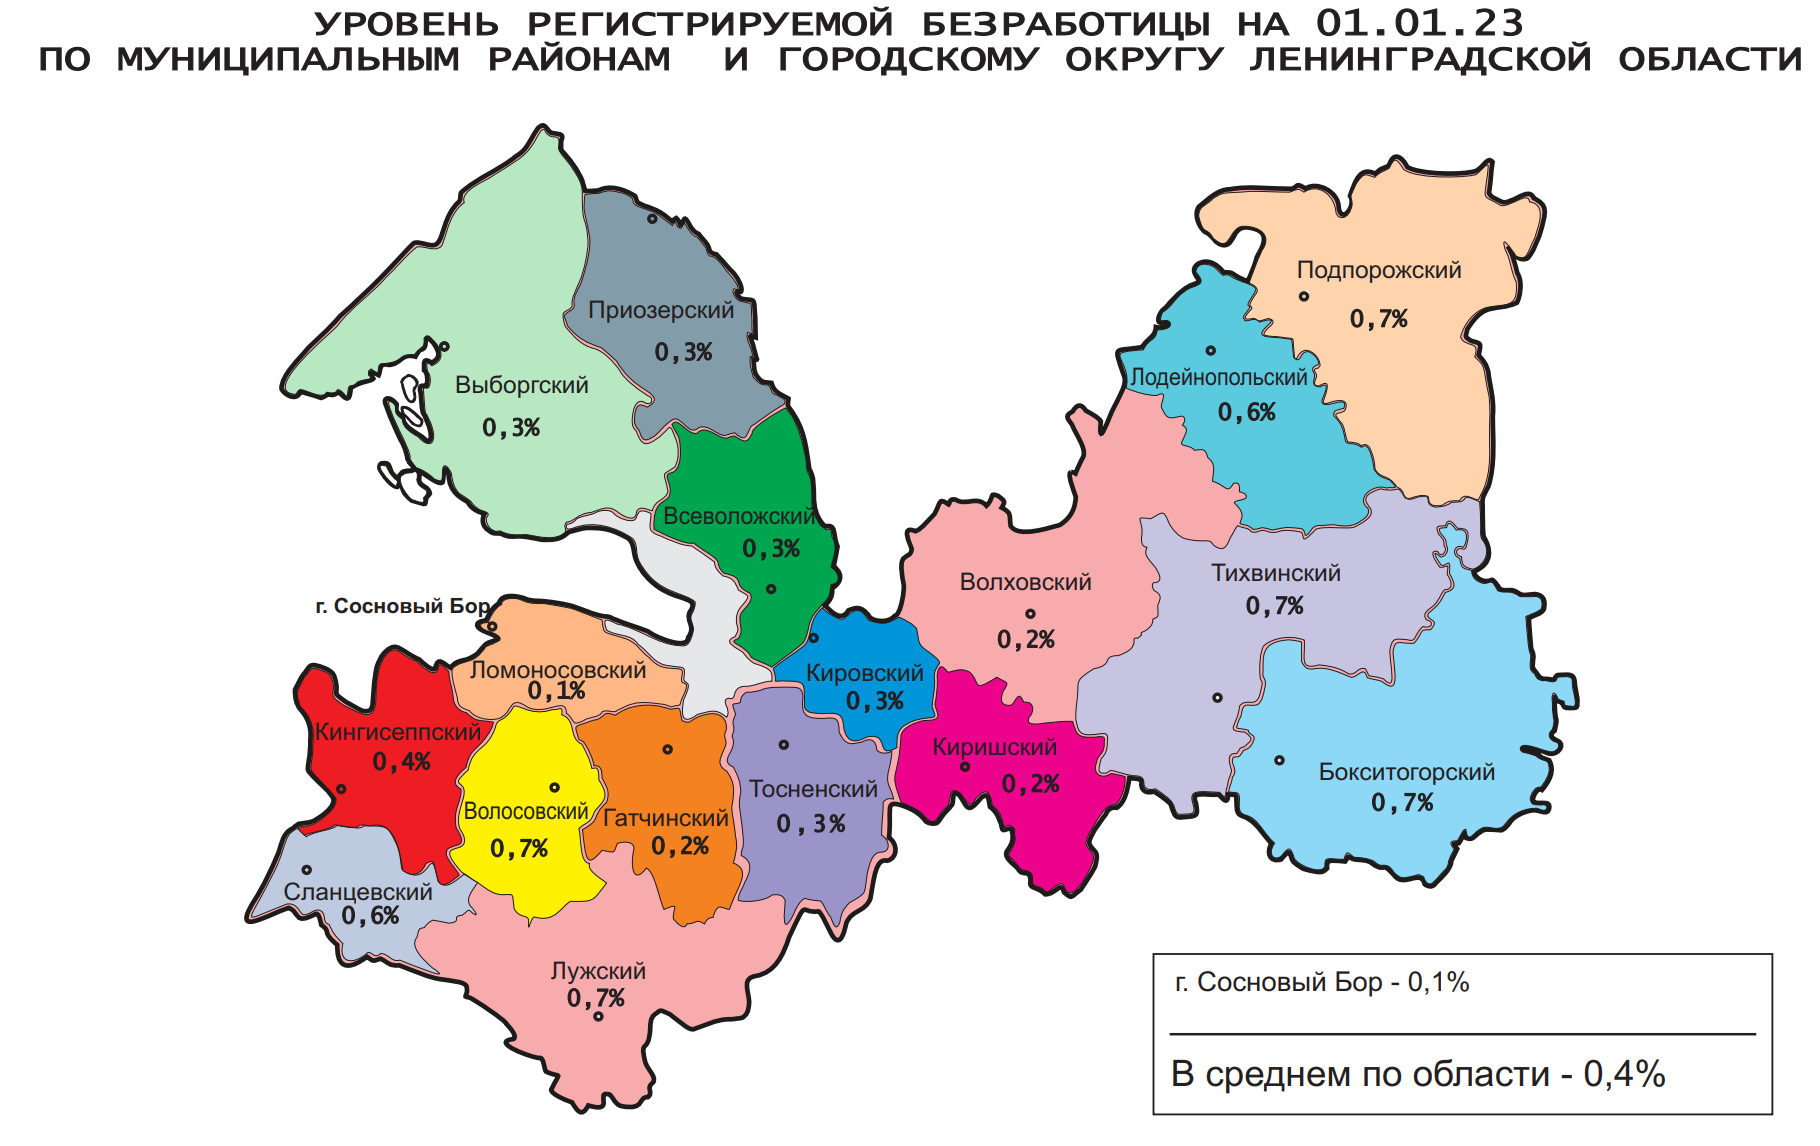 УРОВЕНЬ РЕГИСТРИРУЕМОЙ БЕЗРАБОТИЦЫ НА 01.01.23
ПО МУНИЦИПАЛЬНЫМ РАЙОНАМ И ГОРОДСКОМУ ОКРУГУ ЛЕНИНГРАДСКОЙ ОБЛАСТИ
Подпорожский
0,7%
Приозерский
0,3%
Выборгский
0,3%
Лодейнопольский
0,6%
Всеволожский
0,3%
Волховский
0,2%
Тихвинский
0,7%
г. Сосновый Бор
Ломоносовский
0,1%
Кировский
0,3%
Кингисеппский
0,4%
Киришский
0,2%
Бокситогорский
0,7%
Волосовский
0,7%
Гатчинский
0,2%
Тосненский
0,3%
Сланцевский
0,6%
Лужский
0,7%
г. Сосновый Бор - 0,1%
В среднем по области - 0,4%